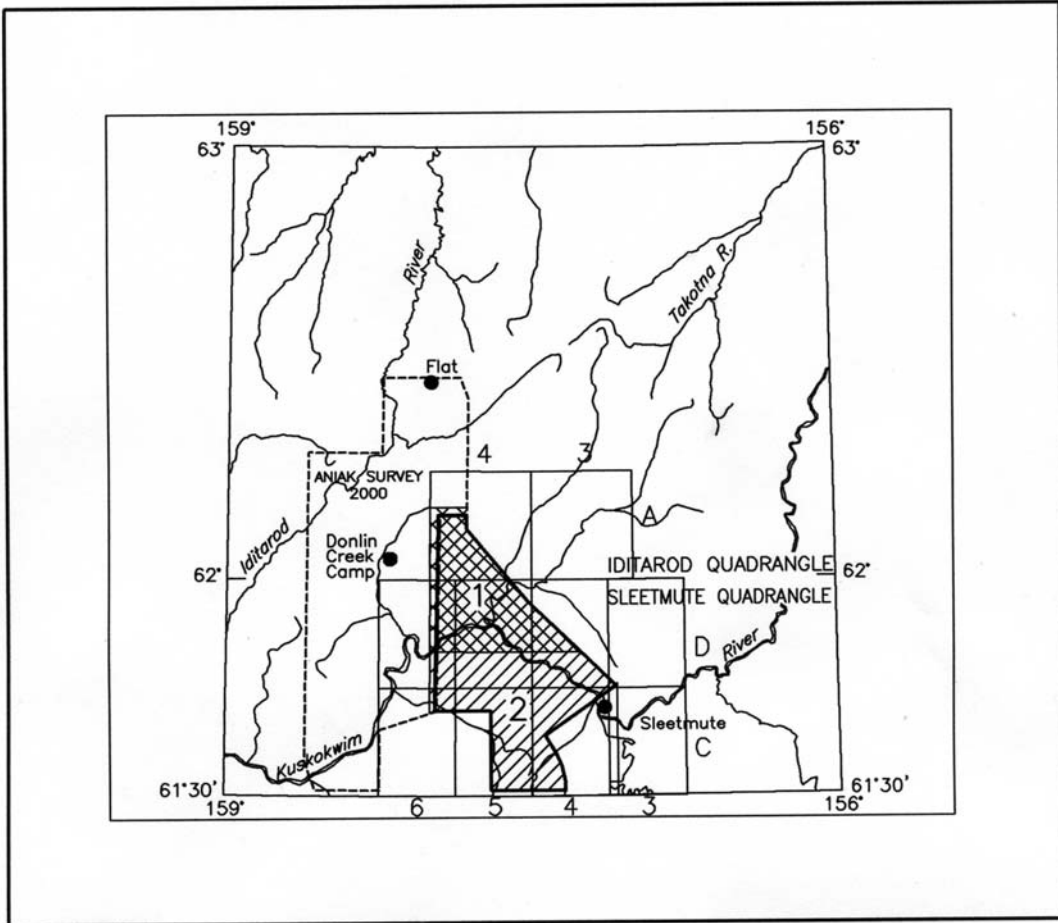 159°
156°
63°
63°
River
Takotna R.
Flat
4
3
ANIAK SURVEY
2000
A
Iditarod
Donlin
Creek
Camp
IDITAROD QUADRANGLE
62°
62°
SLEETMUTE QUADRANGLE
1
D
River
2
Sleetmute
C
Kuskokwim
61°30'
61°30'
159°
6
5
4
3
156°